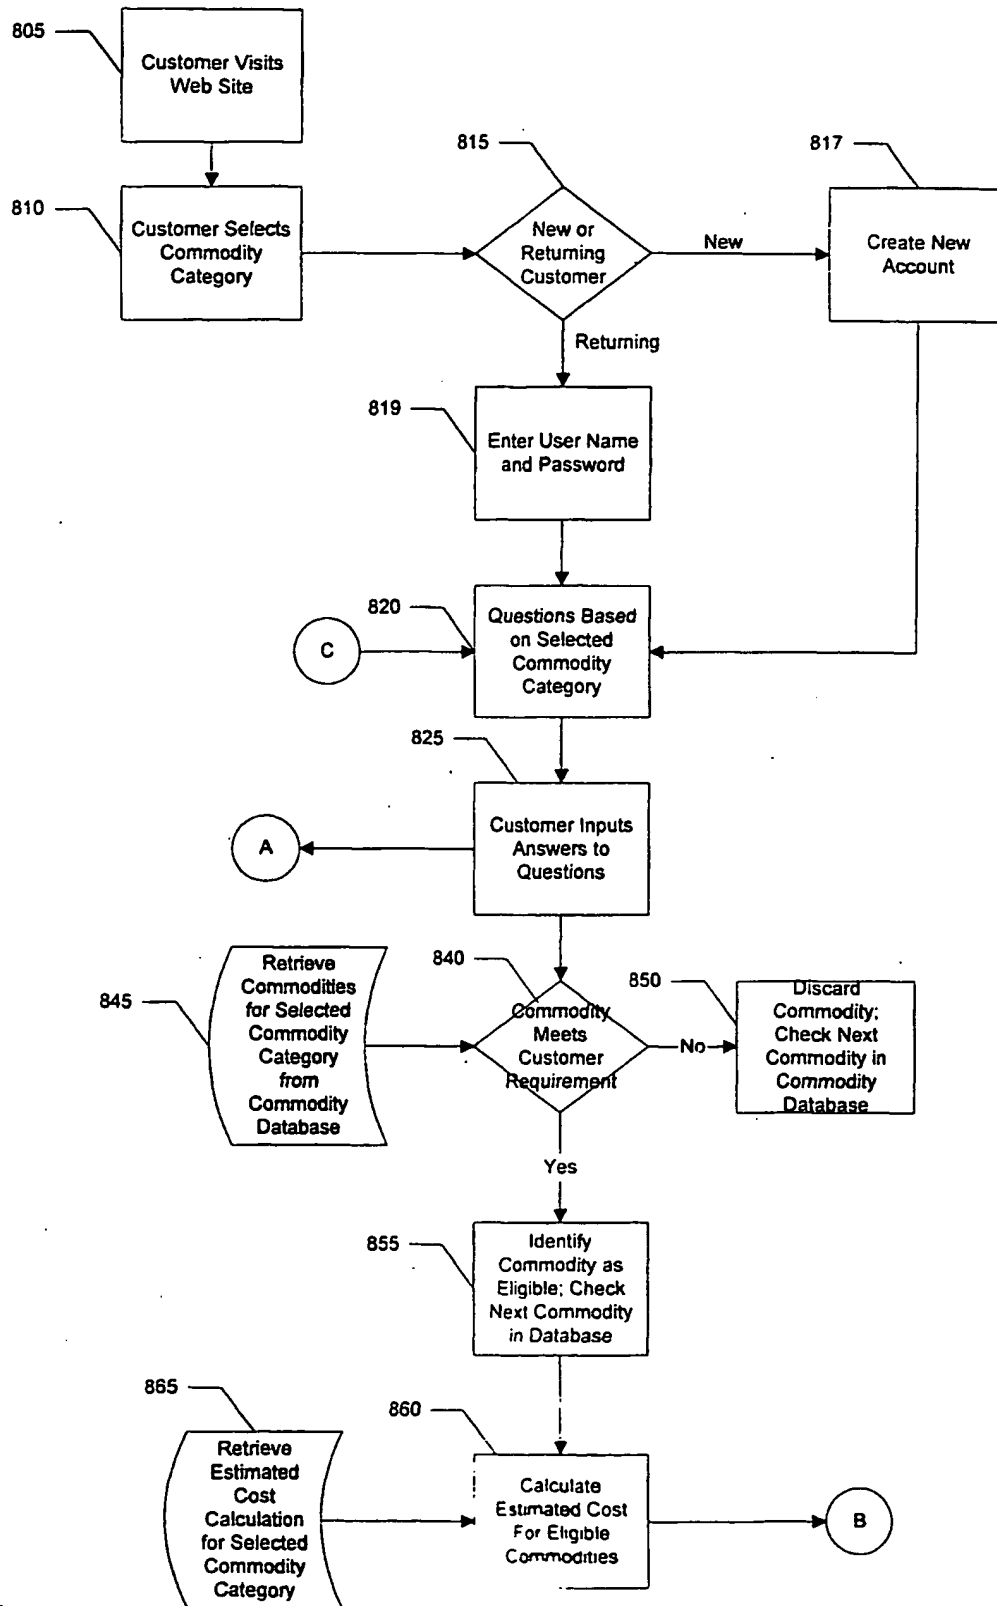 805
Customer Visits
Web Site
810
Customer Selects
Commodity
Category
815
New or
Returning
Customer
New
817
Create New
Account
Returning
819
Enter User Name
and Password
820
Questions Based
on Selected
Commodity
Category
C
825
Customer Inputs
Answers to
Questions
A
840
Commodity
Meets
Customer
Requirement
845
Retrieve
Commodities
for Selected
Commodity
Category
from
Commodity
Database
No
850
Discard
Commodity;
Check Next
Commodity in
Commodity
Database
Yes
855
Identify
Commodity as
Eligible; Check
Next Commodity
in Database
865
Retrieve
Estimated
Cost
Calculation
for Selected
Commodity
Category
860
Calculate
Estimated Cost
For Eligible
Commodities
B